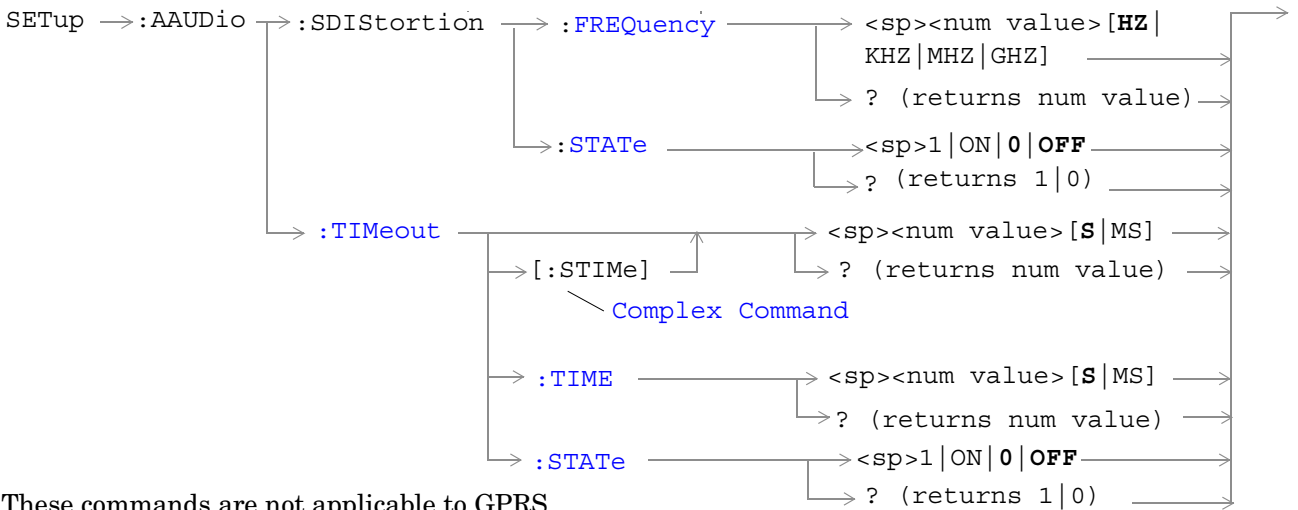 SETup :AAUDio :SDIStortion :FREQuency <sp><num value>[HZ|
KHZ|MHZ|GHZ]
? (returns num value)
:STATe <sp>1|ON|0|OFF
? (returns 1|0)
:TIMeout <sp><num value>[S|MS]
[:STIMe] ? (returns num value)
Complex Command
:TIME <sp><num value>[S|MS]
? (returns num value)
:STATe <sp>1|ON|0|OFF
? (returns 1|0)
These commands are not applicable to GPRS